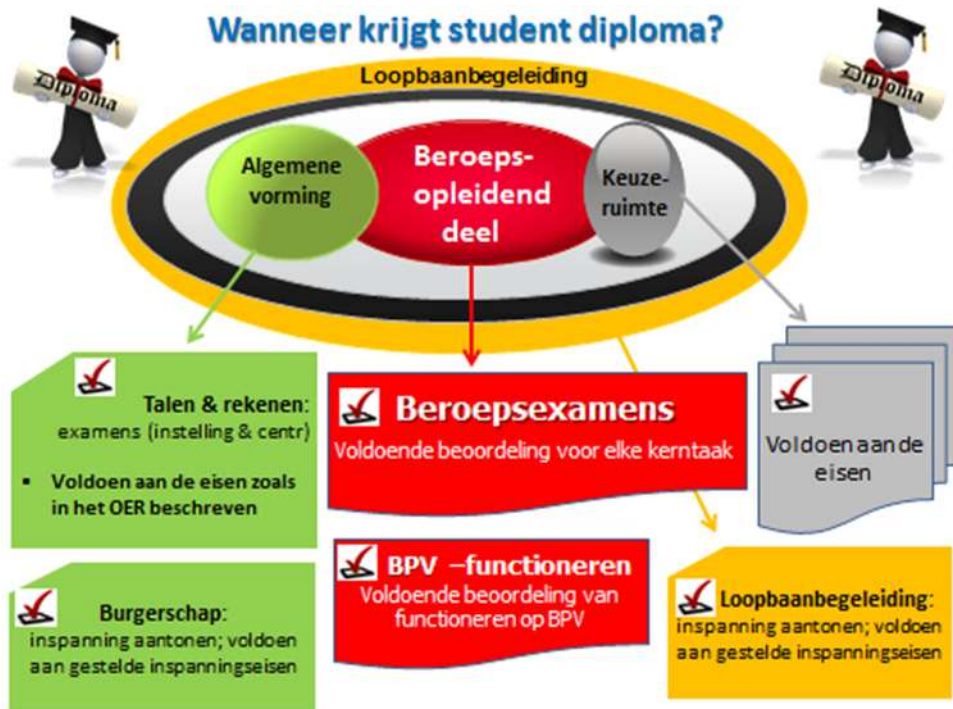 Wanneer krijgt student diploma?
Diploma
Diploma
Loopbaanbegeleiding
Algemene
vorming
Beroeps-
opleidend
deel
Keuze-
ruimte
Talen & rekenen:
examens (instelling & centr)
▪ Voldoen aan de eisen zoals
in het OER beschreven
Beroepsexamens
Voldoende beoordeling voor elke kerntaak
Voldoen aan de
eisen
Burgerschap:
inspanning aantonen; voldoen
aan gestelde inspanningseisen
BPV –functioneren
Voldoende beoordeling van
functioneren op BPV
Loopbaanbegeleiding:
inspanning aantonen; voldoen
aan gestelde inspanningseisen